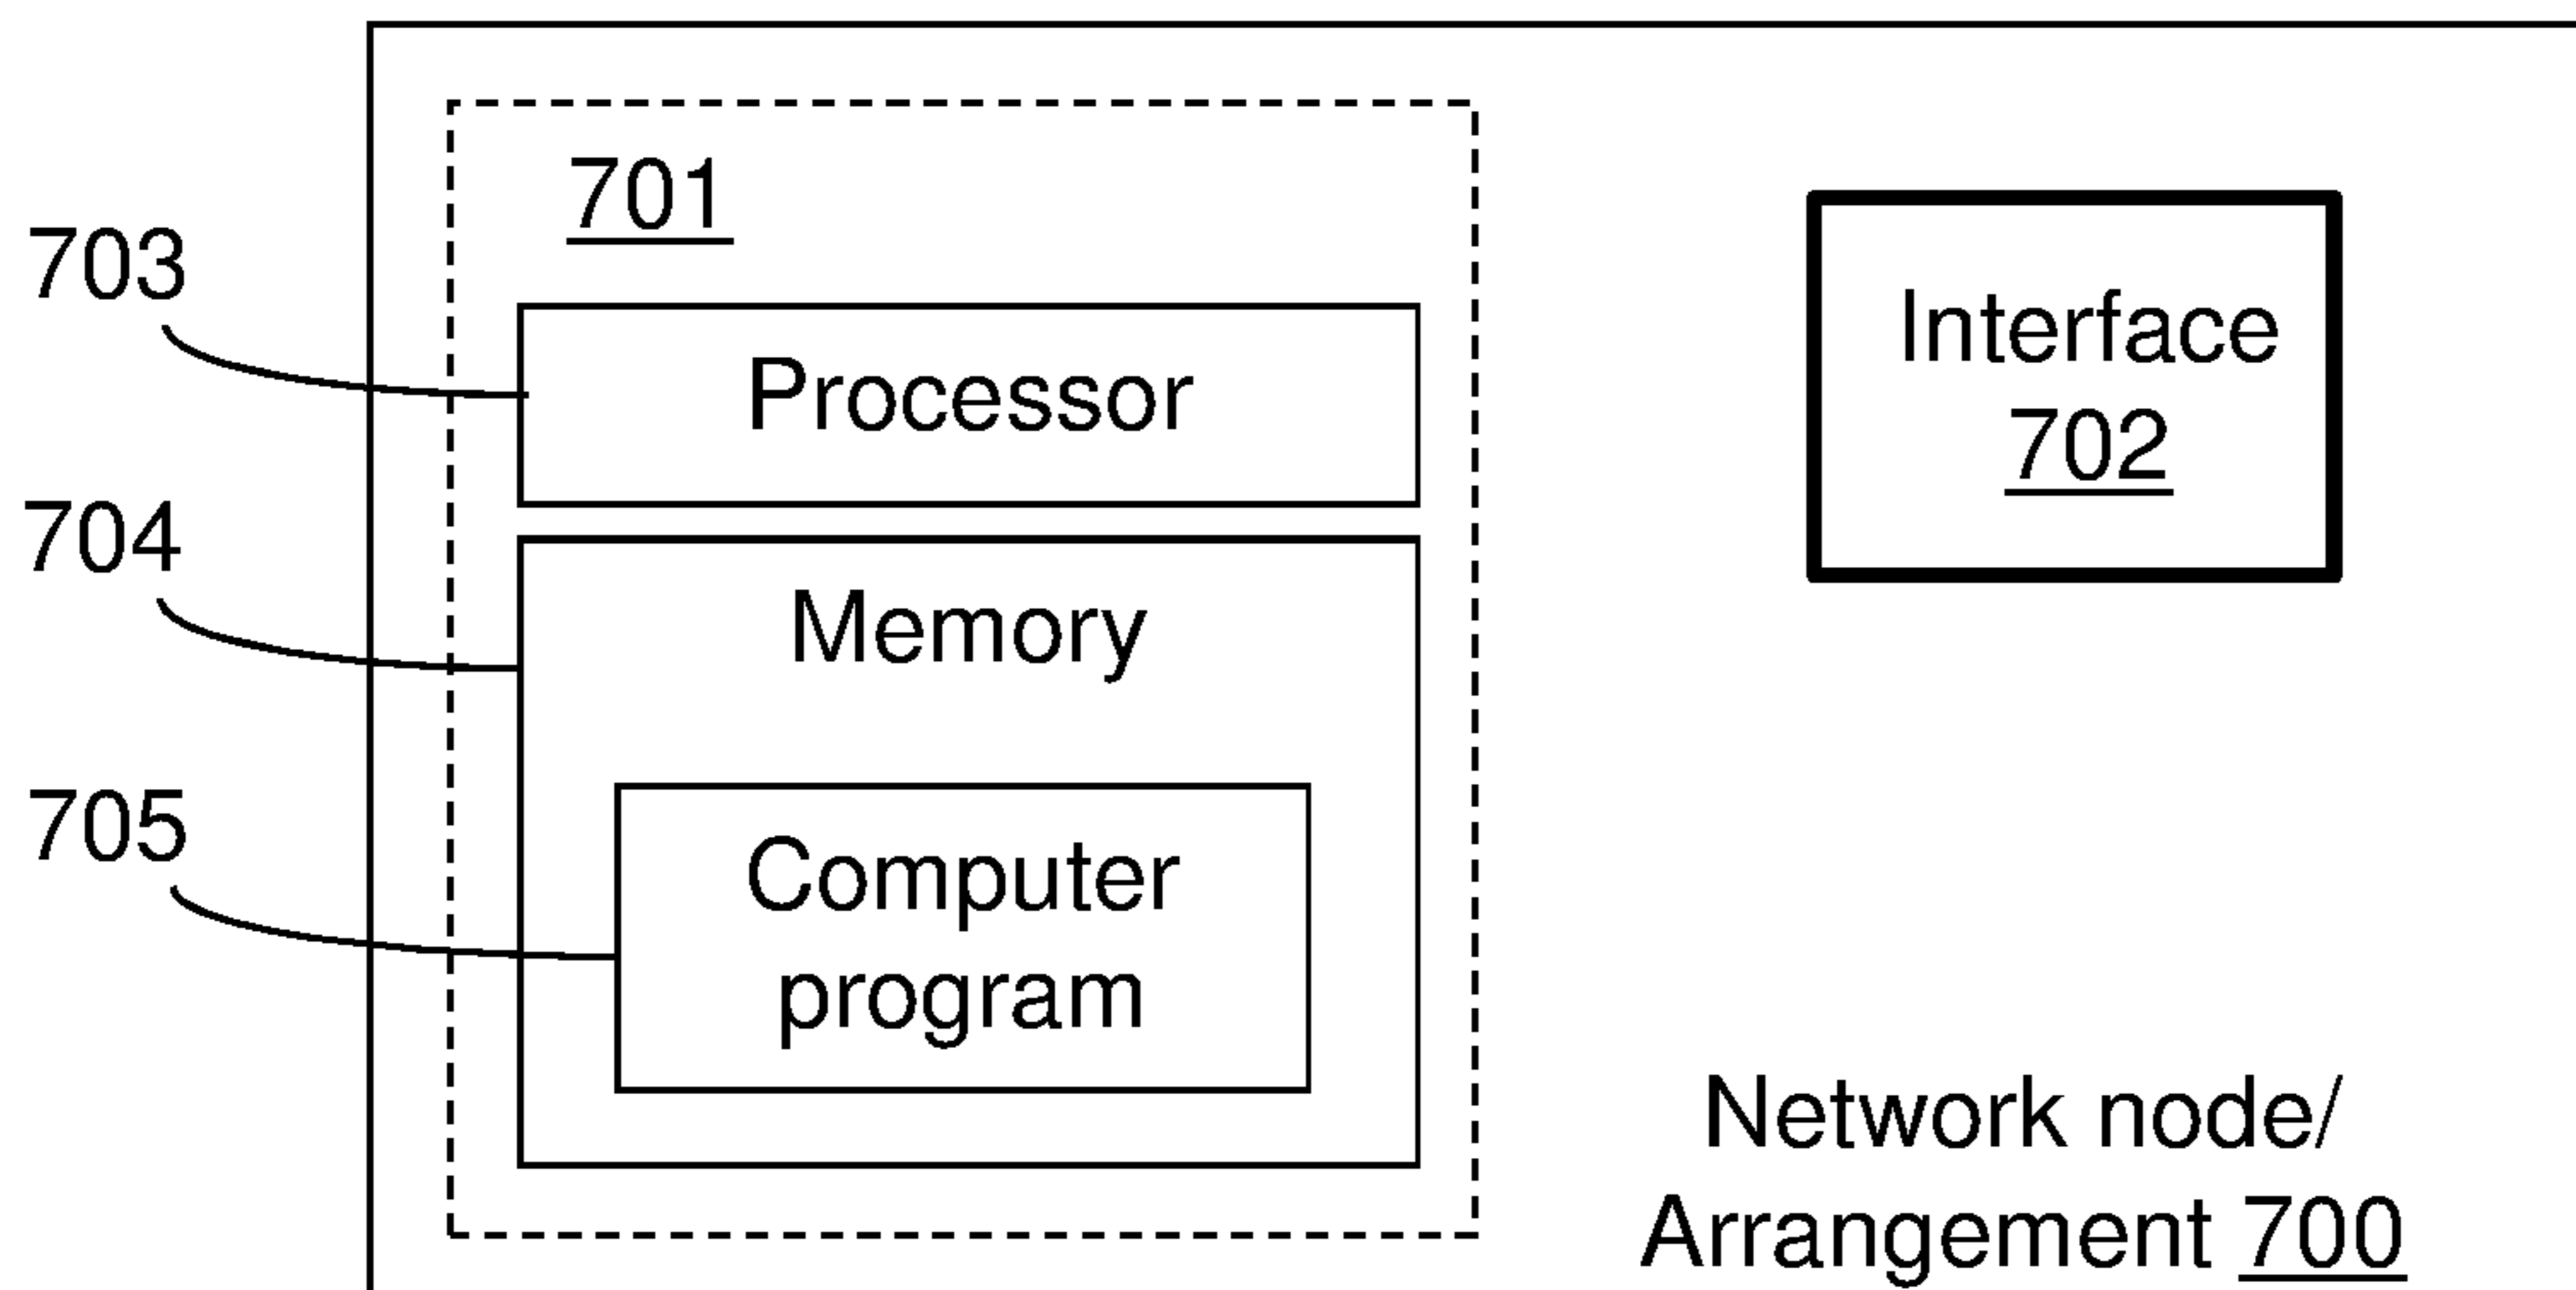 701
703
Processor
Interface
702
704
Memory
705
Computer
program
Network node/
Arrangement 700